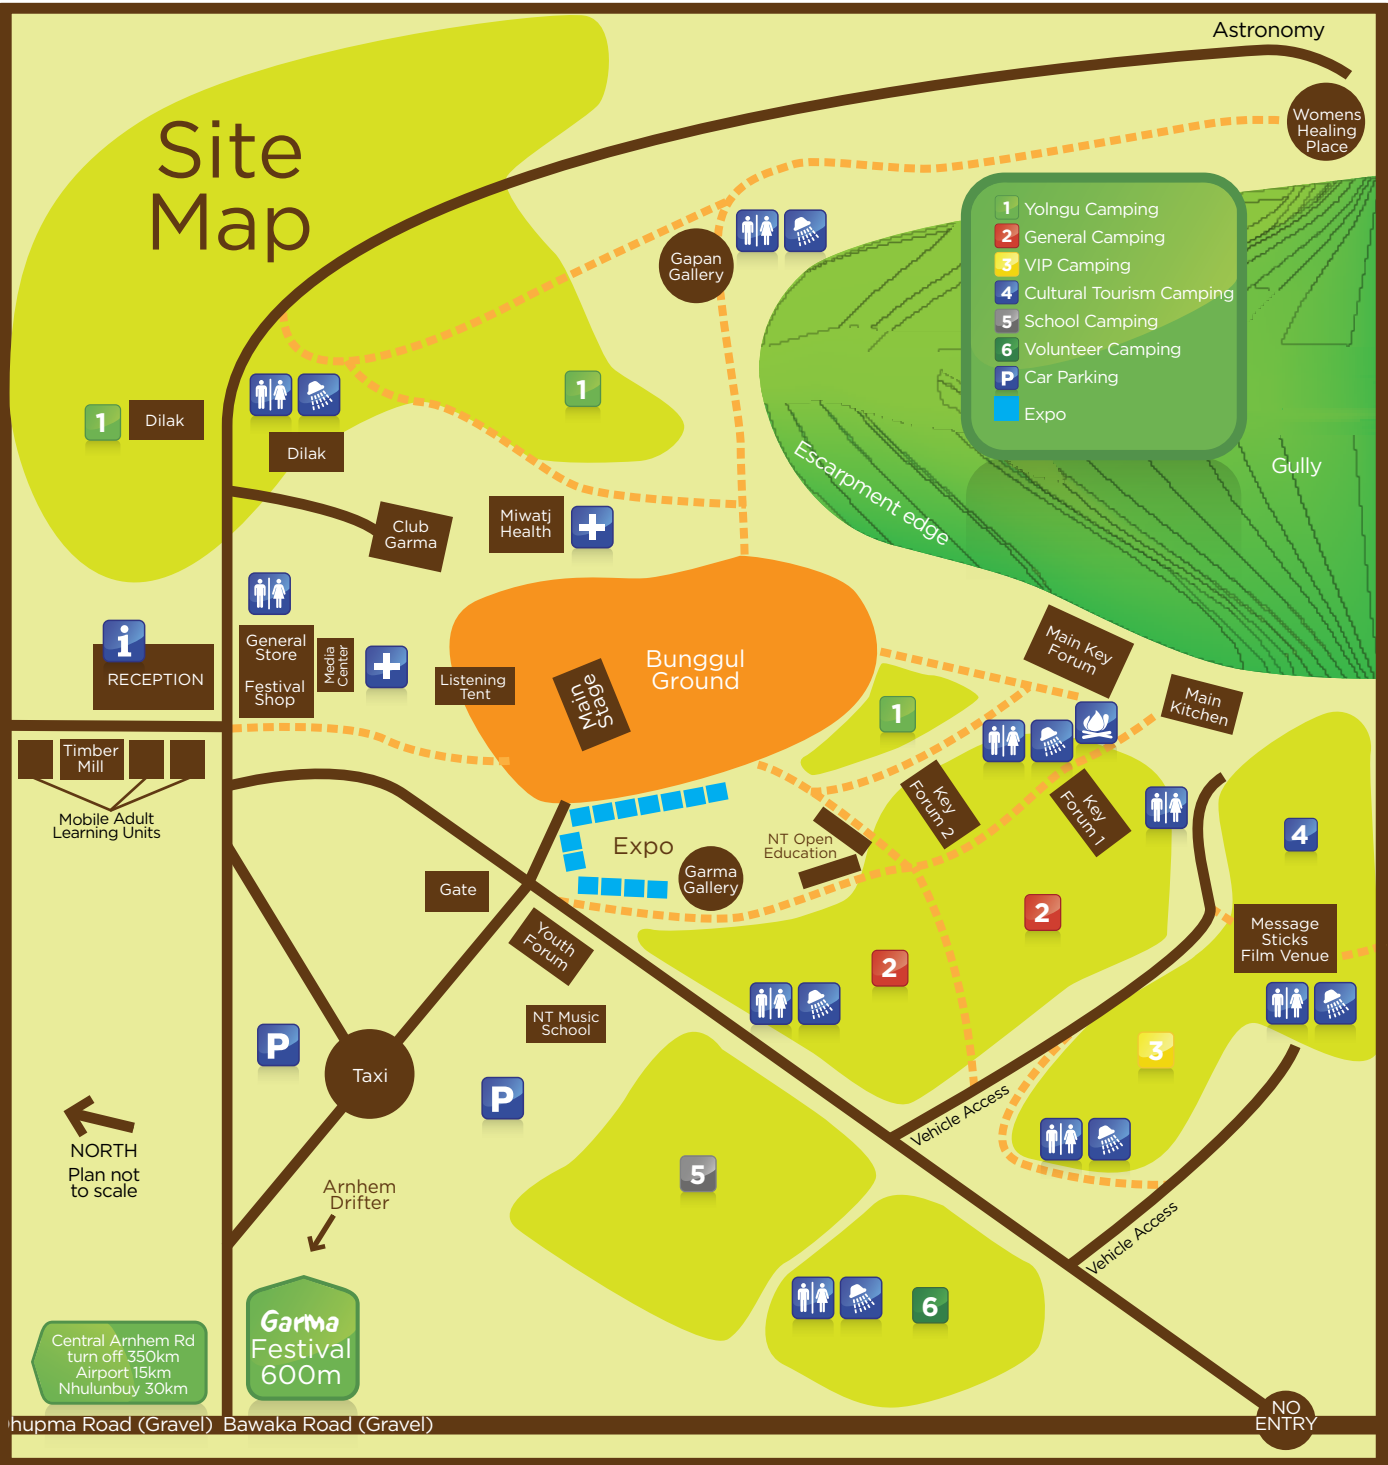 Site
Map
Astronomy
Womens
Healing
Place
1 Yolngu Camping
2 General Camping
3 VIP Camping
4 Cultural Tourism Camping
5 School Camping
6 Volunteer Camping
P Car Parking
Expo
Gapan
Gallery
Gully
Escarpment edge
1
1
Dilak
Dilak
Club
Garma
Miwatj
Health
i
RECEPTION
General
Store
Festival
Shop
Media
Center
Listening
Tent
Main
Stage
Bunggul
Ground
1
Main Key
Forum
Main
Kitchen
Timber
Mill
Mobile Adult
Learning Units
Key
Forum 2
Key
Forum 1
4
NT Open
Education
Expo
Garma
Gallery
Gate
Youth
Forum
2
2
Message
Sticks
Film Venue
NT Music
School
P
Taxi
P
3
Vehicle Access
NORTH
Plan not
to scale
Arnhem
Drifter
5
Vehicle Access
6
Garma
Festival
600m
Central Arnhem Rd
turn off 350km
Airport 15km
Nhulunbuy 30km
hupma Road (Gravel)
Bawaka Road (Gravel)
NO
ENTRY